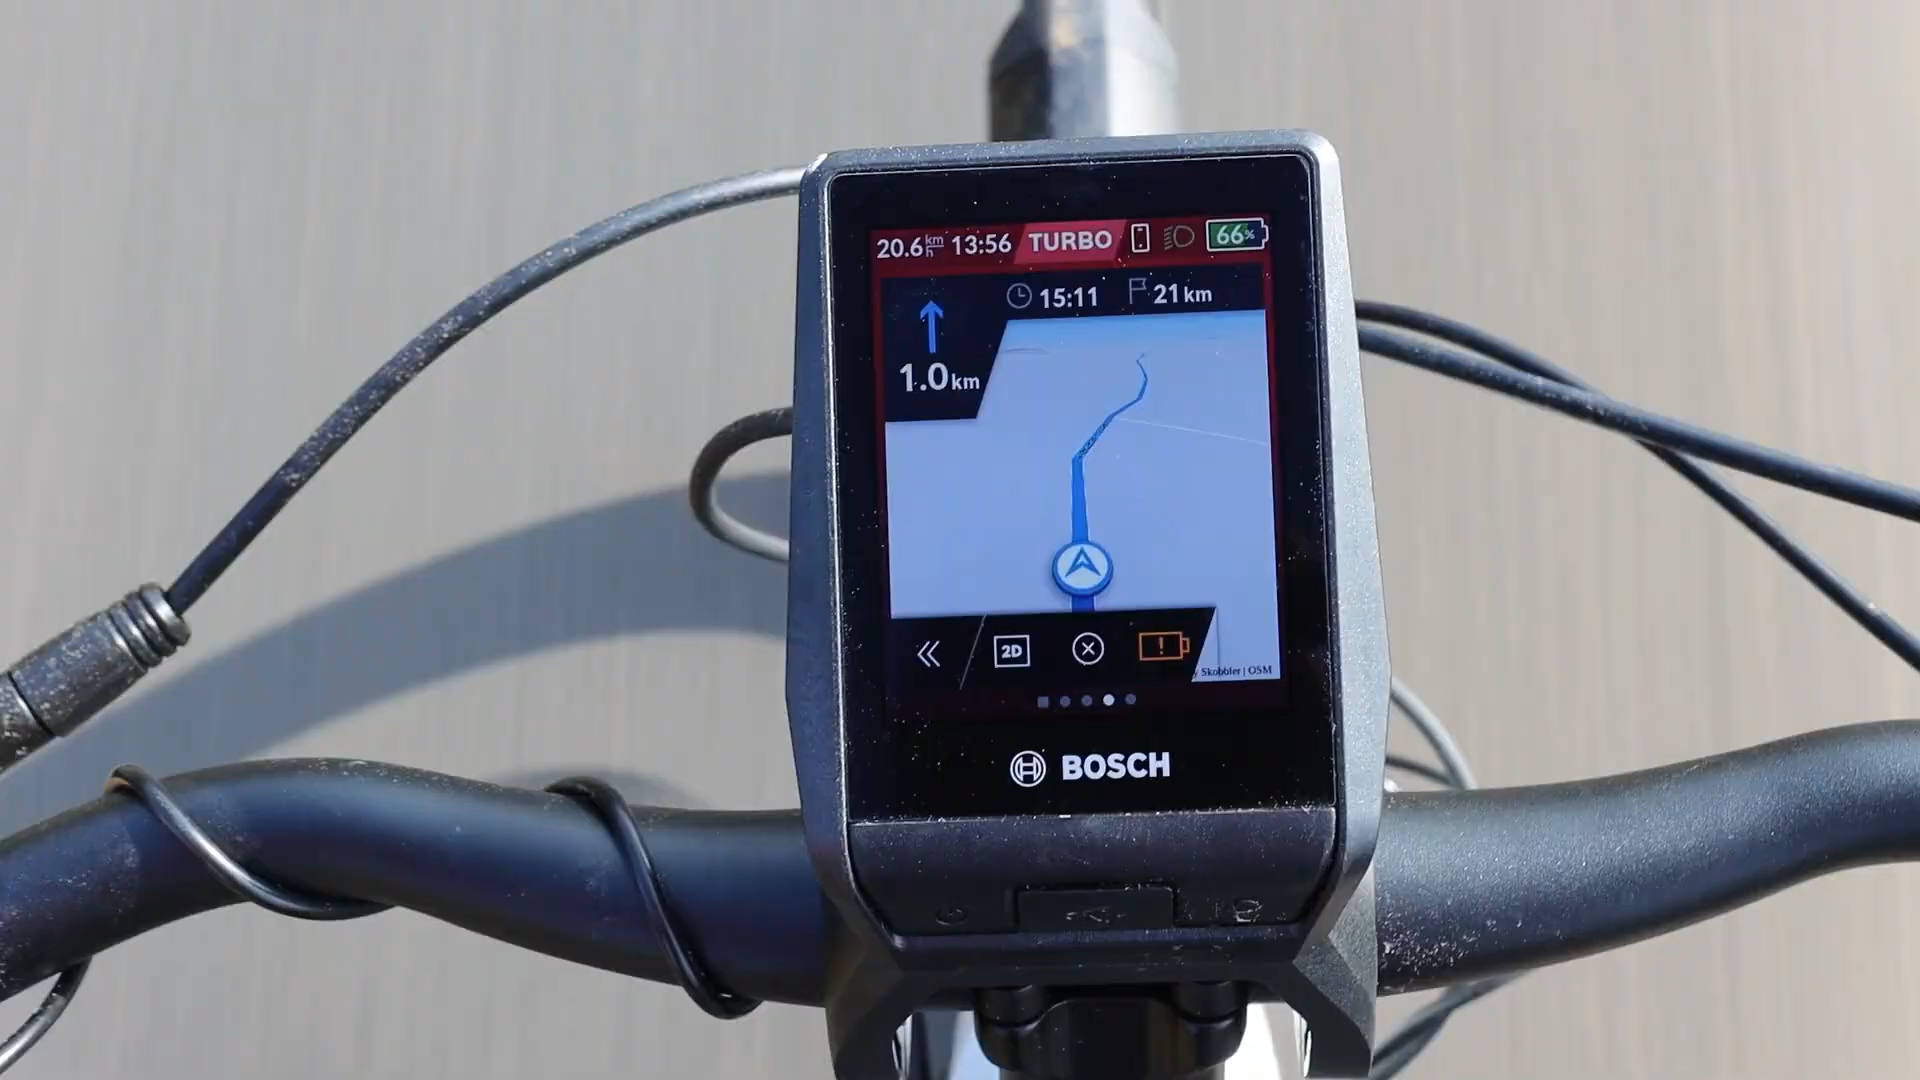 20.6 km/h 13:56 TURBO 66%
15:11 21 km
1.0 km
2D !
Skobbler | OSM
BOSCH